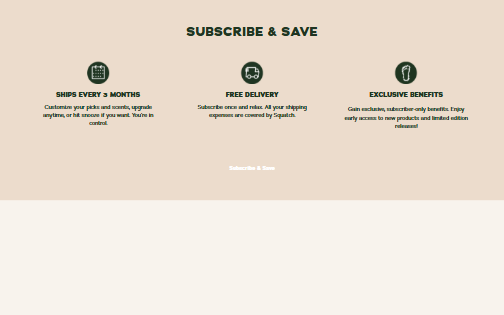 SUBSCRIBE & SAVE
SHIPS EVERY 3 MONTHS
Customize your picks and scents, upgrade
anytime, or hit snooze if you want. You're in
control.
FREE DELIVERY
Subscribe once and relax. All your shipping
expenses are covered by Squatch.
EXCLUSIVE BENEFITS
Gain exclusive, subscriber-only benefits. Enjoy
early access to new products and limited edition
releases!
Subscribe & Save